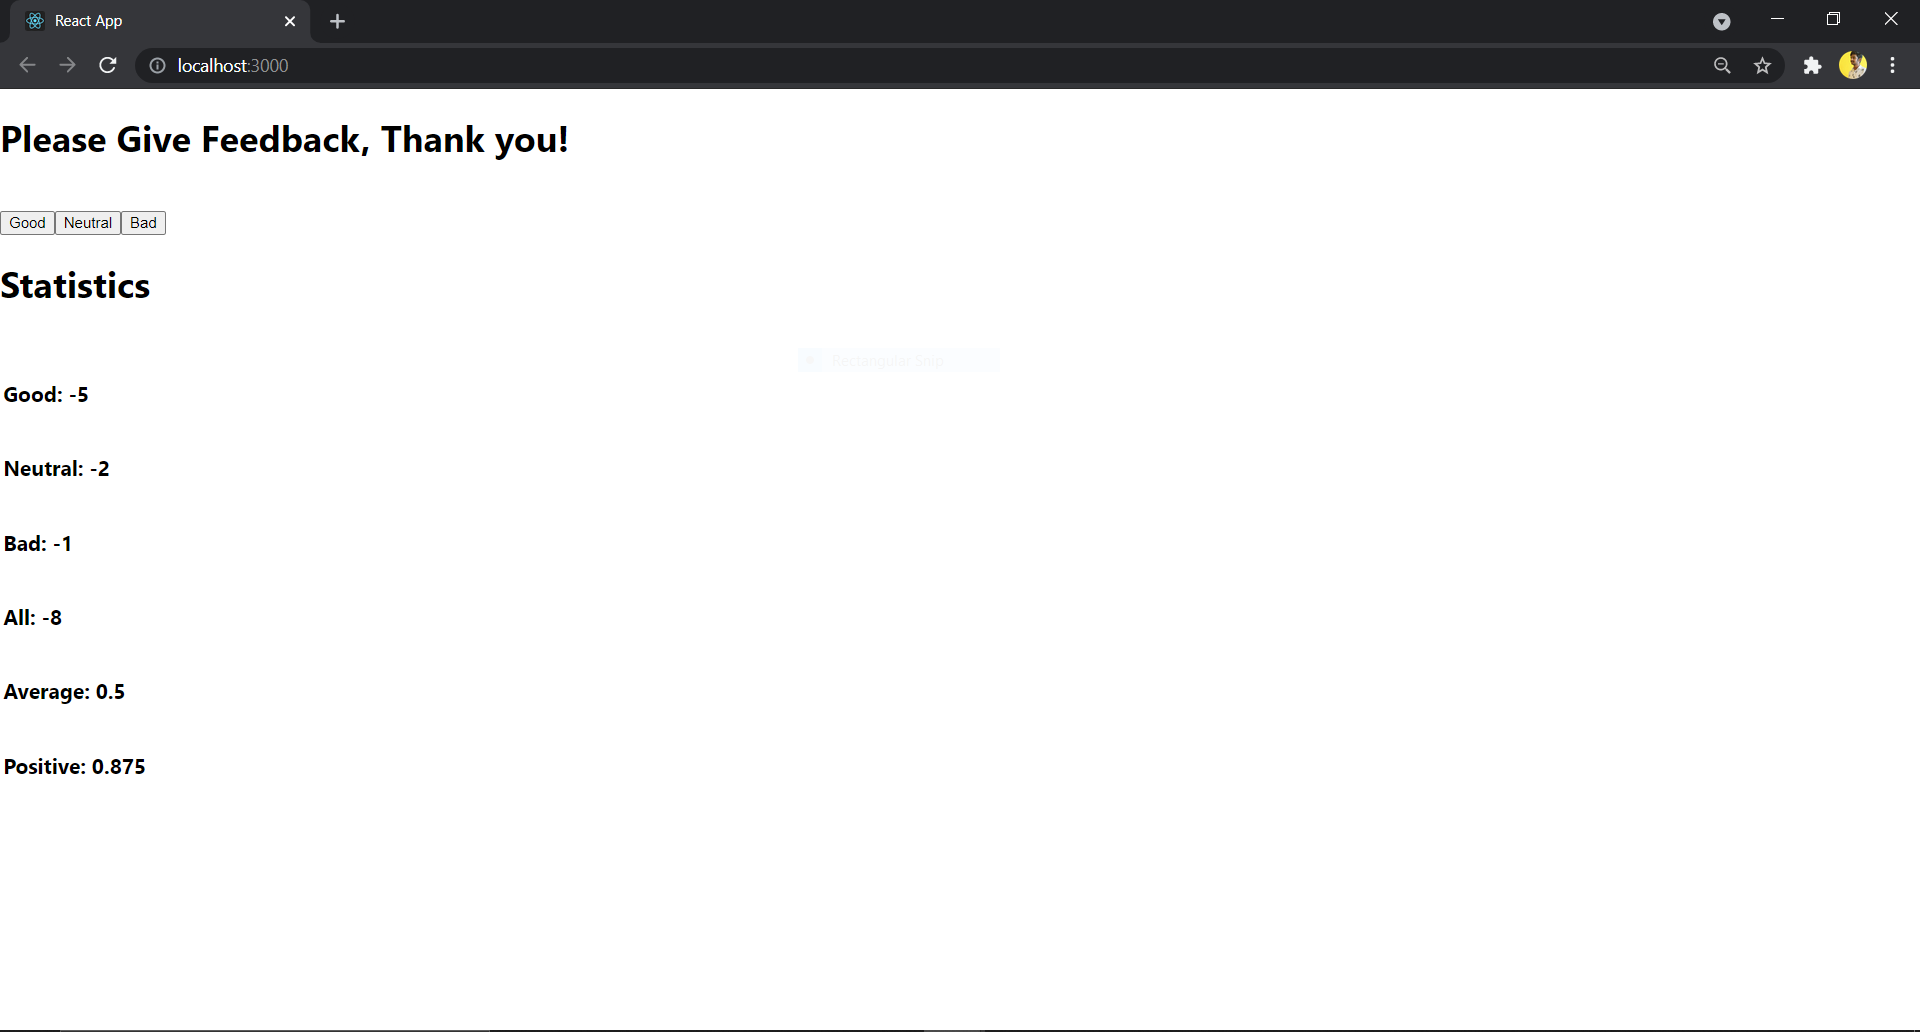 React App
localhost:3000
Please Give Feedback, Thank you!
Good Neutral Bad
Statistics
Rectangular Snip
Good: -5
Neutral: -2
Bad: -1
All: -8
Average: 0.5
Positive: 0.875